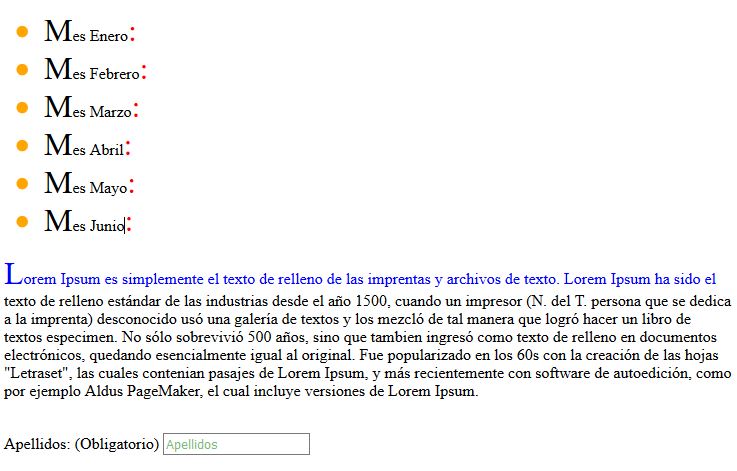 Mes Enero:
Mes Febrero:
Mes Marzo:
Mes Abril:
Mes Mayo:
Mes Junio:
Lorem Ipsum es simplemente el texto de relleno de las imprentas y archivos de texto. Lorem Ipsum ha sido el
texto de relleno estándar de las industrias desde el año 1500, cuando un impresor (N. del T. persona que se dedica
a la imprenta) desconocido usó una galería de textos y los mezcló de tal manera que logró hacer un libro de
textos especimen. No sólo sobrevivió 500 años, sino que tambien ingresó como texto de relleno en documentos
electrónicos, quedando esencialmente igual al original. Fue popularizado en los 60s con la creación de las hojas
"Letraset", las cuales contenian pasajes de Lorem Ipsum, y más recientemente con software de autoedición, como
por ejemplo Aldus PageMaker, el cual incluye versiones de Lorem Ipsum.
Apellidos: (Obligatorio) Apellidos